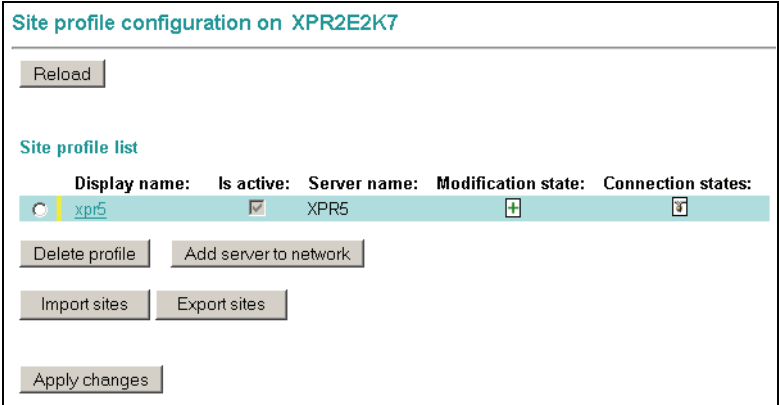 Site profile configuration on XPR2E2K7
Reload
Site profile list
Display name: Is active: Server name: Modification state: Connection states:
xpr5 XPR5
Delete profile Add server to network
Import sites Export sites
Apply changes